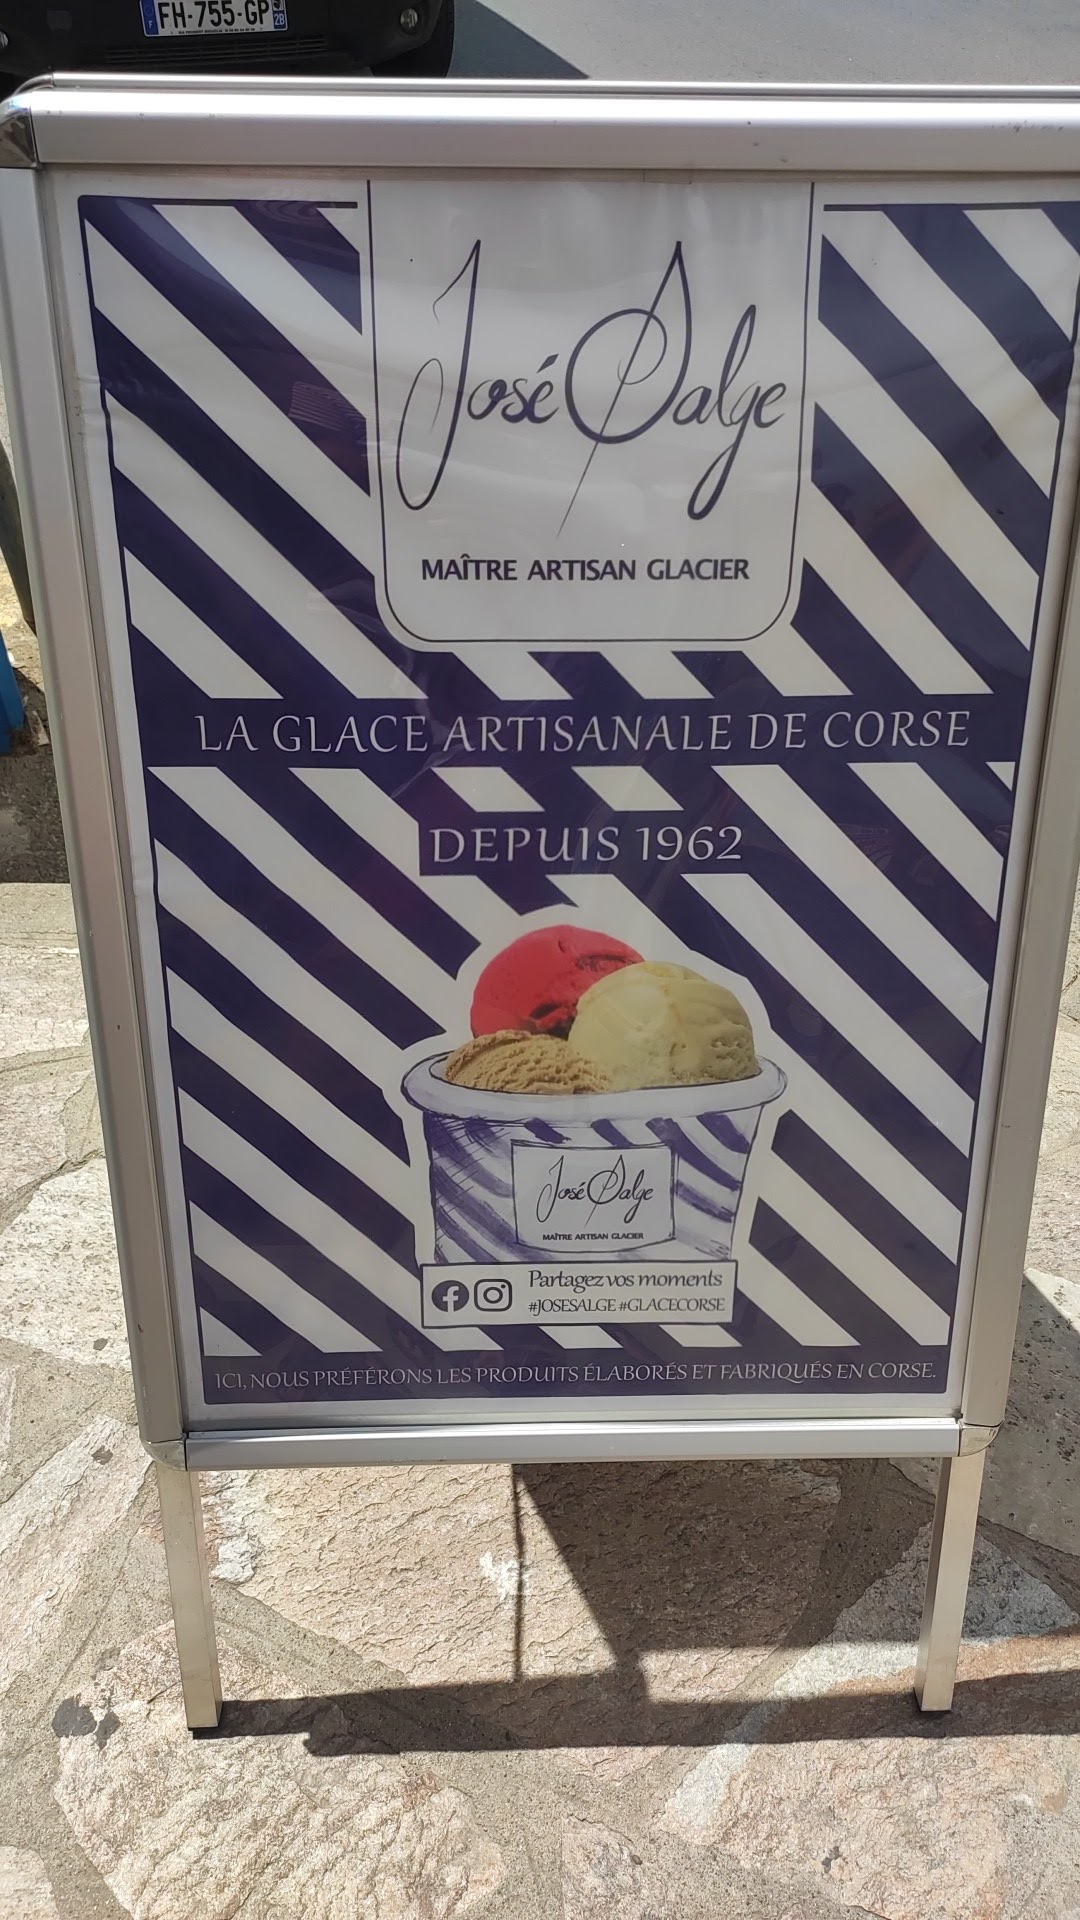 FH-755-GP
F
2B
José Salge
MAÎTRE ARTISAN GLACIER
LA GLACE ARTISANALE DE CORSE
DEPUIS 1962
José Salge
MAÎTRE ARTISAN GLACIER
Partagez vos moments
#JOSESALGE #GLACECORSE
ICI, NOUS PRÉFÉRONS LES PRODUITS ÉLABORÉS ET FABRIQUÉS EN CORSE.